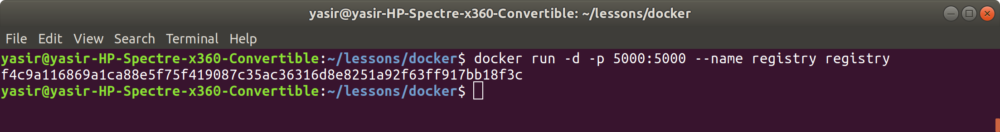 yasir@yasir-HP-Spectre-x360-Convertible: ~/lessons/docker
File Edit View Search Terminal Help
yasir@yasir-HP-Spectre-x360-Convertible:~/lessons/docker$ docker run -d -p 5000:5000 --name registry registry
f4c9a116869a1ca88e5f75f419087c35ac36316d8e8251a92f63ff917bb18f3c
yasir@yasir-HP-Spectre-x360-Convertible:~/lessons/docker$